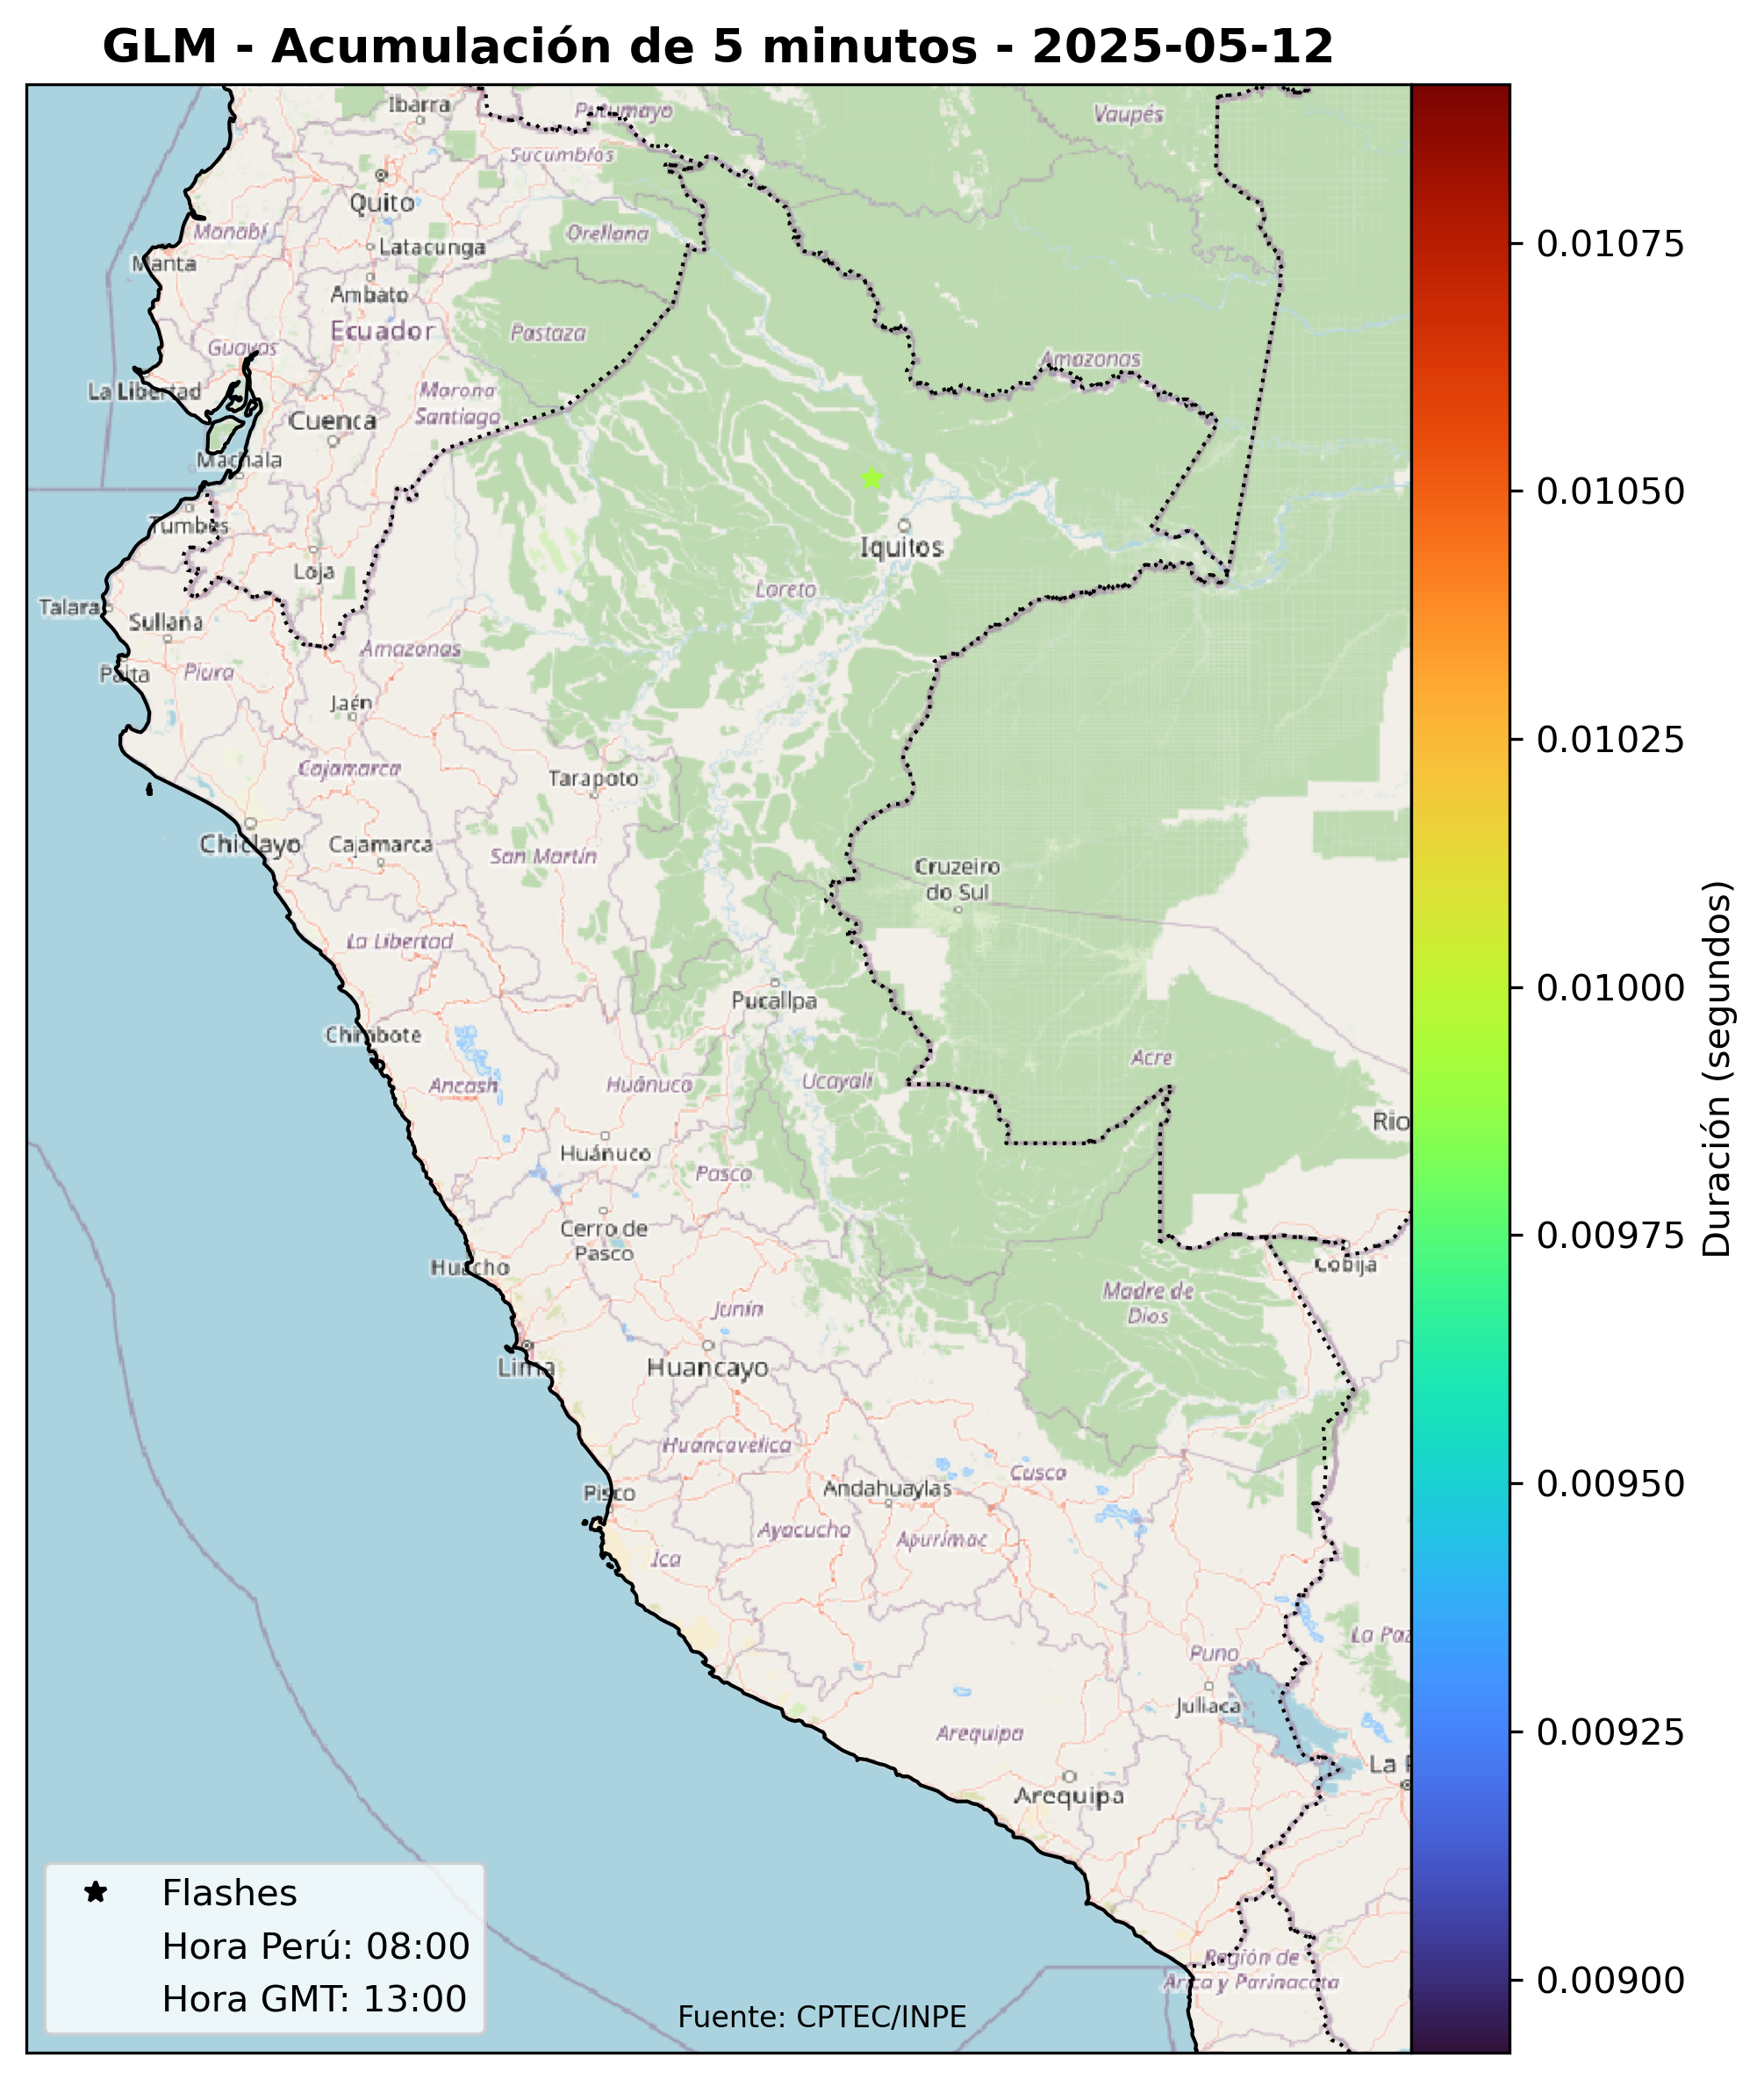 GLM - Acumulación de 5 minutos - 2025-05-12
Ibarra
Putumayo
Vaupés
Sucumbíos
Quito
Manabí
Orellana
Latacunga
Manta
Ambato
Ecuador
Pastaza
Guayas
Amazonas
La Libertad
Morona
Santiago
Cuenca
Machala
Tumbes
Iquitos
Loja
Loreto
Talara
Sullana
Amazonas
Paita
Piura
Jaén
Cajamarca
Tarapoto
Chiclayo
Cajamarca
San Martín
Cruzeiro
do Sul
La Libertad
Pucallpa
Chimbote
Acre
Ancash
Huánuco
Ucayali
Rio
Huánuco
Pasco
Cerro de
Pasco
Huacho
Cobija
Madre de
Dios
Junín
Lima
Huancayo
Huancavelica
Cusco
Pisco
Andahuaylas
Ayacucho
Apurímac
Ica
La Paz
Puno
Juliaca
Arequipa
La P
Arequipa
Región de
Arica y Parinacota
Flashes
Hora Perú: 08:00
Hora GMT: 13:00
Fuente: CPTEC/INPE
0.01075
0.01050
0.01025
0.01000
0.00975
0.00950
0.00925
0.00900
Duración (segundos)